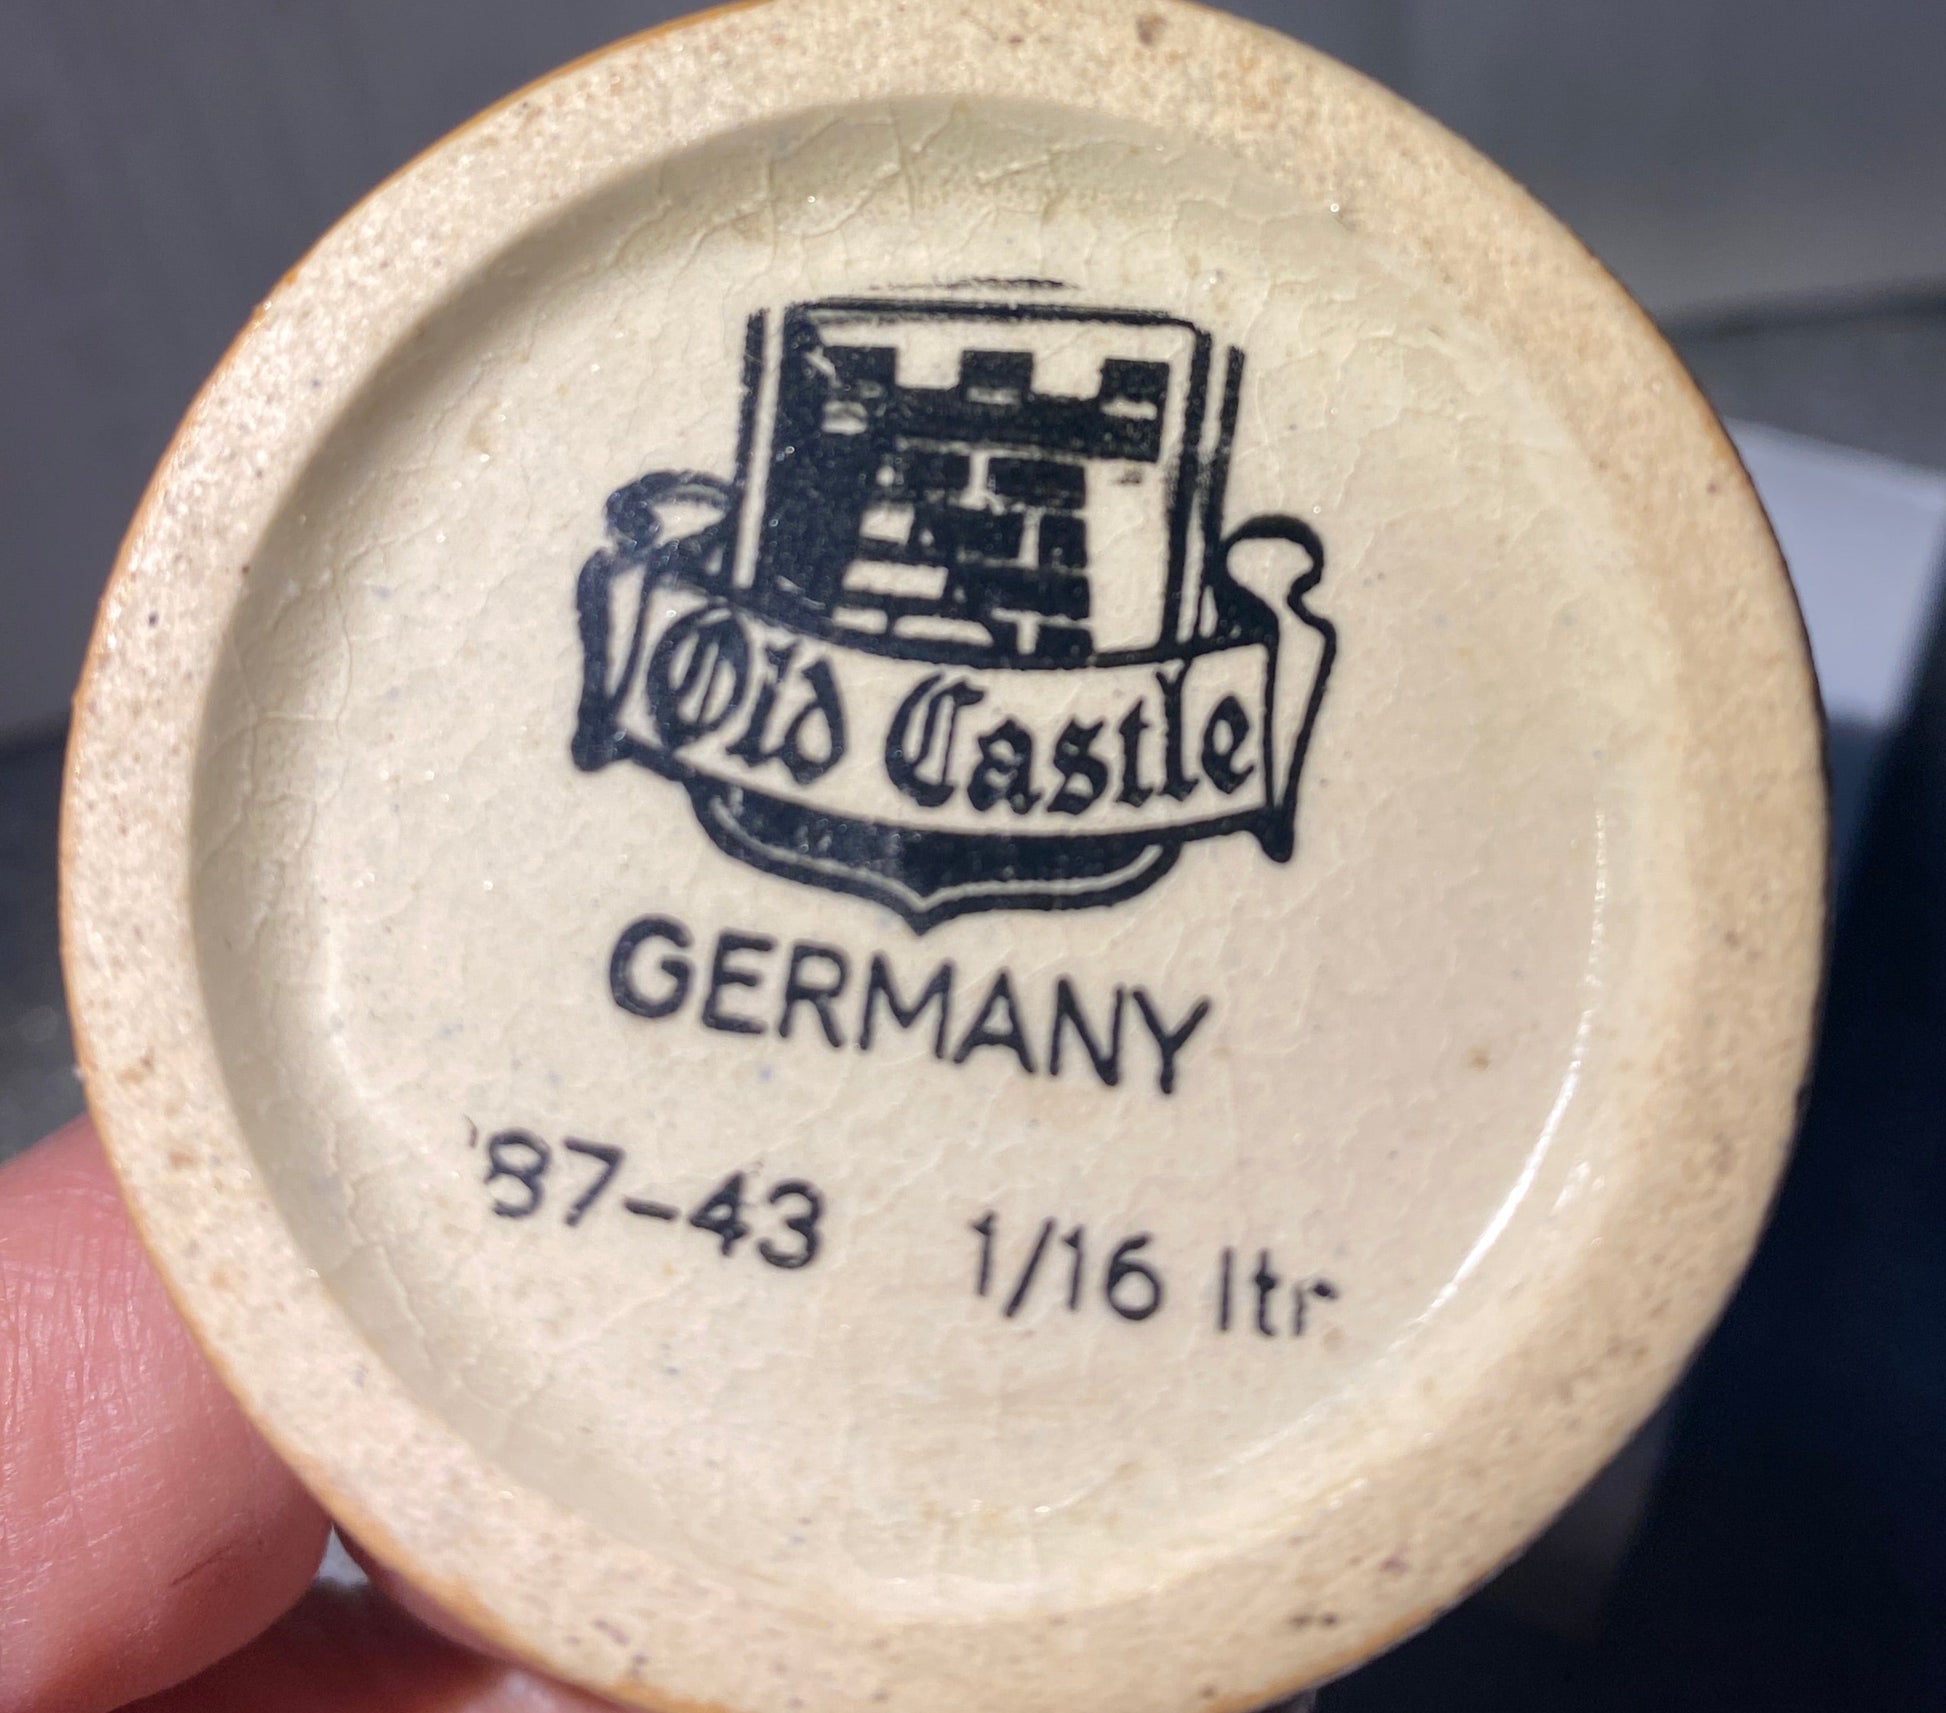 Old Castle
GERMANY
'87-43 1/16 ltr